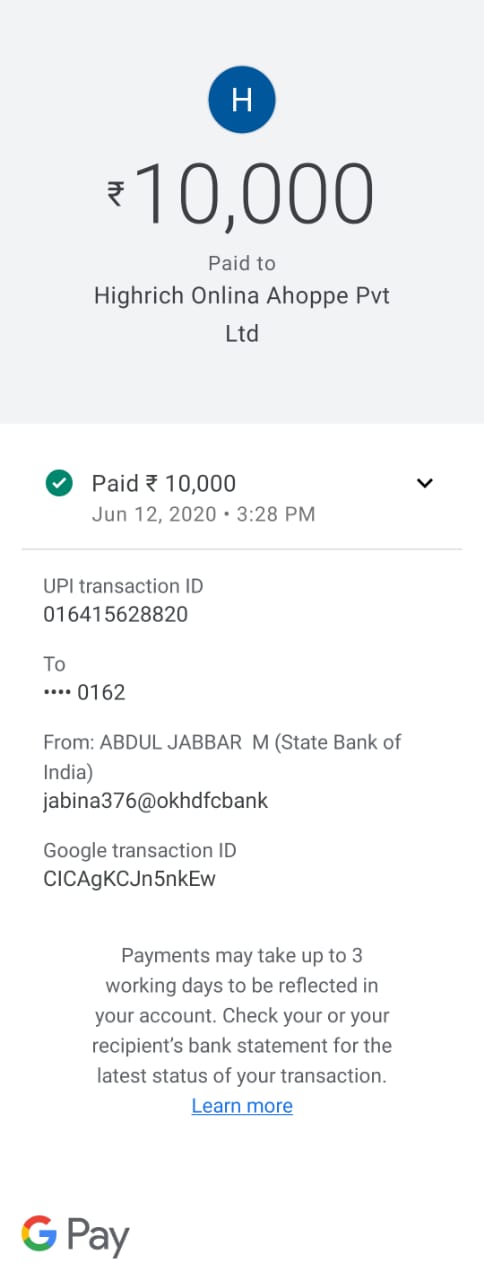 H
₹10,000
Paid to
Highrich Onlina Ahoppe Pvt
Ltd
Paid ₹ 10,000
Jun 12, 2020 • 3:28 PM
UPI transaction ID
016415628820
To
•••• 0162
From: ABDUL JABBAR  M (State Bank of
India)
jabina376@okhdfcbank
Google transaction ID
CICAgKCJn5nkEw
Payments may take up to 3
working days to be reflected in
your account. Check your or your
recipient's bank statement for the
latest status of your transaction.
Learn more
G Pay